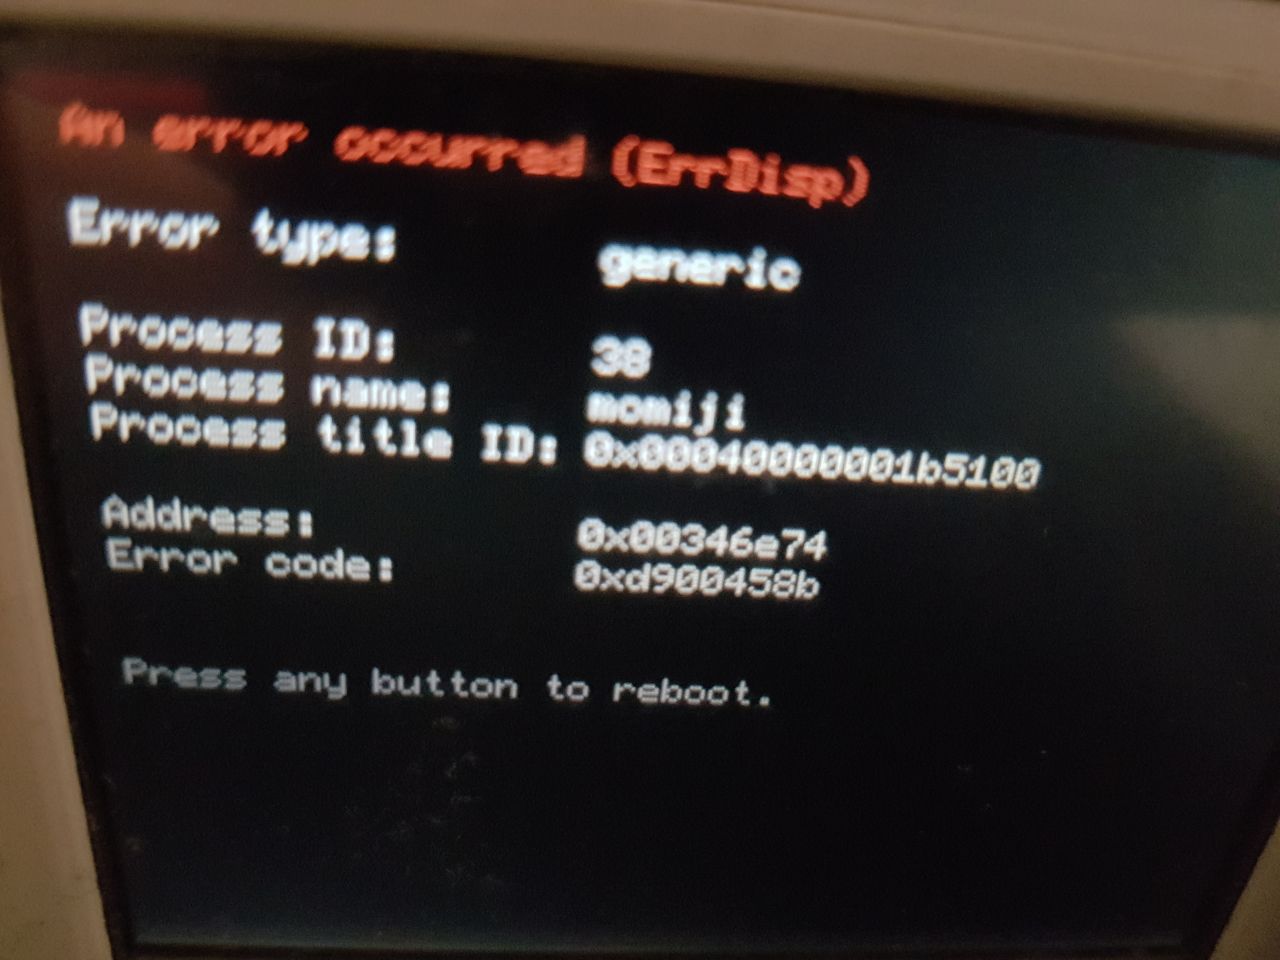 An error occurred (ErrDisp)
Error type: generic
Process ID: 38
Process name: momiji
Process title ID: 0x00040000001b5100
Address: 0x00346e74
Error code: 0xd900458b
Press any button to reboot.